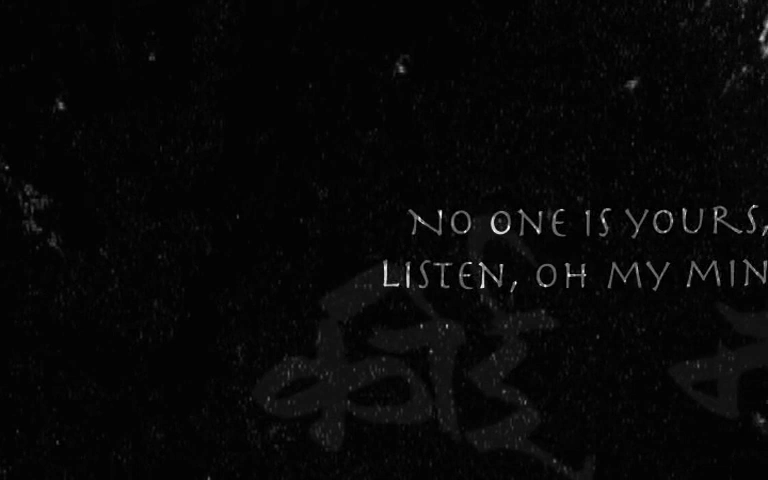 NO ONE IS YOURS,
LISTEN, OH MY MIN
कोई